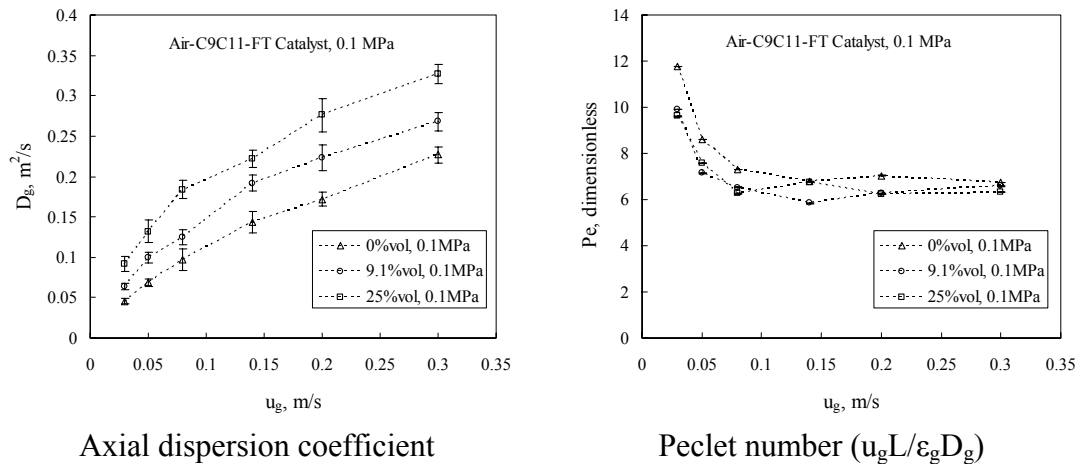 Air-C9C11-FT Catalyst, 0.1 MPa
0.4
0.35
0.3
0.25
0.2
0.15
0.1
0.05
0
D_g, m²/s
0%vol, 0.1MPa
9.1%vol, 0.1MPa
25%vol, 0.1MPa
0 0.05 0.1 0.15 0.2 0.25 0.3 0.35
u_g, m/s
Axial dispersion coefficient
Air-C9C11-FT Catalyst, 0.1 MPa
14
12
10
8
6
4
2
0
Pe, dimensionless
0%vol, 0.1MPa
9.1%vol, 0.1MPa
25%vol, 0.1MPa
0 0.05 0.1 0.15 0.2 0.25 0.3 0.35
u_g, m/s
Peclet number (u_gL/ε_gD_g)